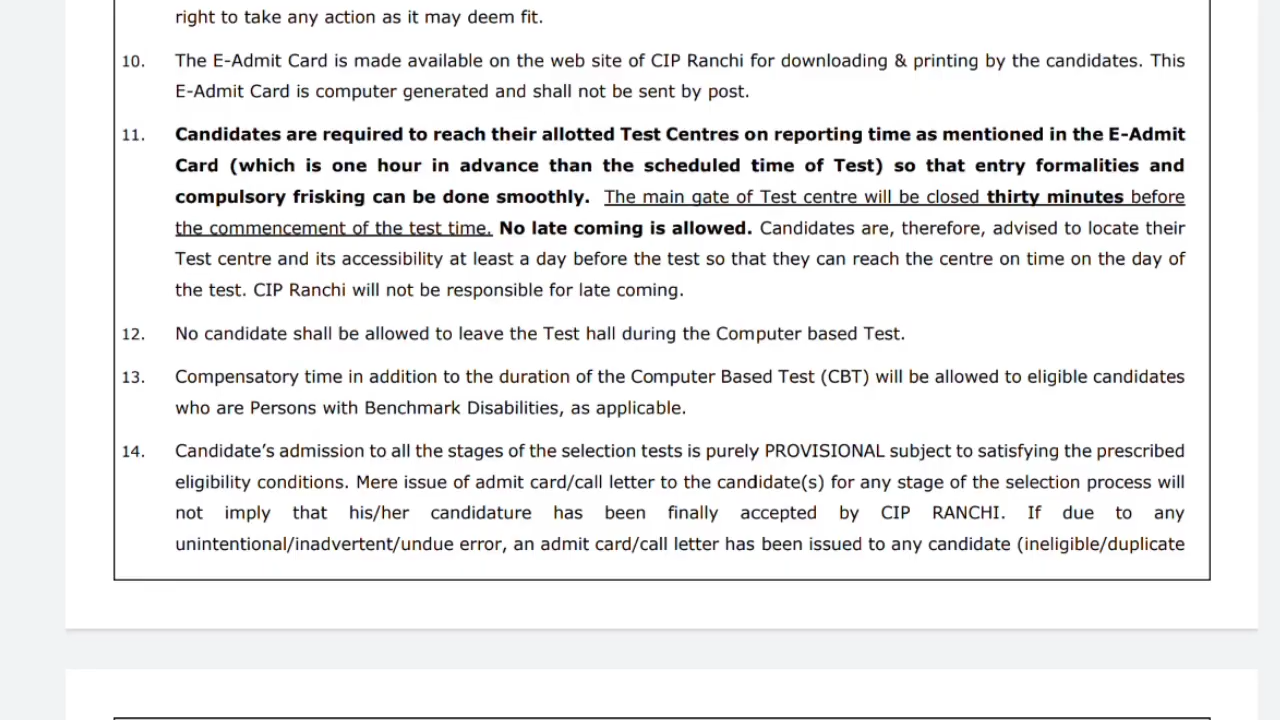 right to take any action as it may deem fit.
10. The E-Admit Card is made available on the web site of CIP Ranchi for downloading & printing by the candidates. This
E-Admit Card is computer generated and shall not be sent by post.
11. Candidates are required to reach their allotted Test Centres on reporting time as mentioned in the E-Admit
Card (which is one hour in advance than the scheduled time of Test) so that entry formalities and
compulsory frisking can be done smoothly. The main gate of Test centre will be closed thirty minutes before
the commencement of the test time. No late coming is allowed. Candidates are, therefore, advised to locate their
Test centre and its accessibility at least a day before the test so that they can reach the centre on time on the day of
the test. CIP Ranchi will not be responsible for late coming.
12. No candidate shall be allowed to leave the Test hall during the Computer based Test.
13. Compensatory time in addition to the duration of the Computer Based Test (CBT) will be allowed to eligible candidates
who are Persons with Benchmark Disabilities, as applicable.
14. Candidate's admission to all the stages of the selection tests is purely PROVISIONAL subject to satisfying the prescribed
eligibility conditions. Mere issue of admit card/call letter to the candidate(s) for any stage of the selection process will
not imply that his/her candidature has been finally accepted by CIP RANCHI. If due to any
unintentional/inadvertent/undue error, an admit card/call letter has been issued to any candidate (ineligible/duplicate